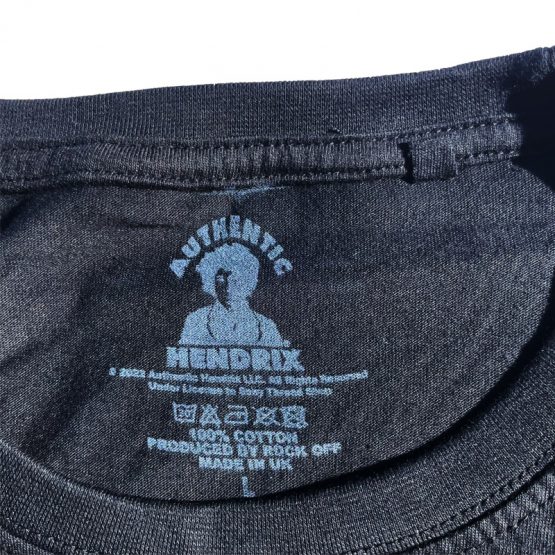 AUTHENTIC
HENDRIX
© 2022 Authentic Hendrix LLC. All Rights Reserved
Under License to Sony Thread Shop
100% COTTON
PRODUCED BY ROCK OFF
MADE IN UK
L